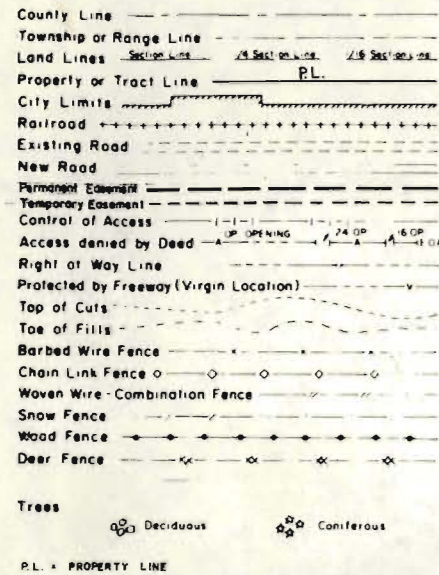 County Line
Township or Range Line
Land Lines Section Line 1/4 Section Line 1/16 Section Line
Property or Tract Line P.L.
City Limits
Railroad
Existing Road
New Road
Permanent Easement
Temporary Easement
Control of Access
Access denied by Deed OP OPENING 24 OP 16 OP
Right of Way Line
Protected by Freeway (Virgin Location)
Top of Cuts
Toe of Fills
Barbed Wire Fence
Chain Link Fence
Woven Wire - Combination Fence
Snow Fence
Wood Fence
Deer Fence
Trees
Deciduous Coniferous
P.L. = PROPERTY LINE